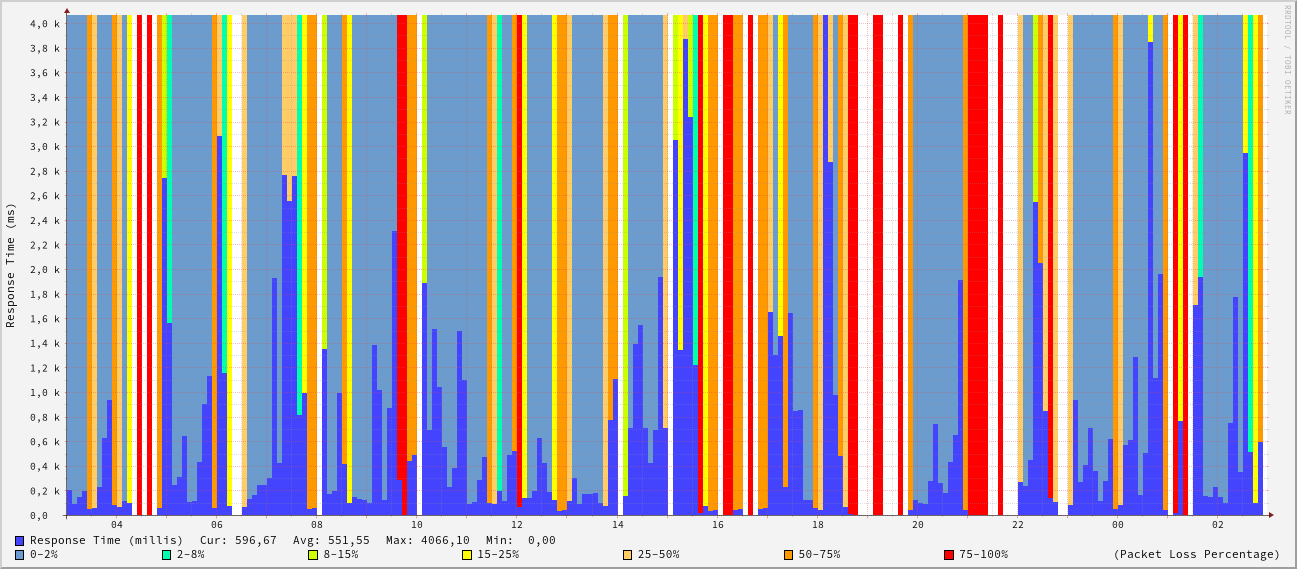 RRDTOOL / TOBI OETIKER
Response Time (ms)
4,0 k
3,8 k
3,6 k
3,4 k
3,2 k
3,0 k
2,8 k
2,6 k
2,4 k
2,2 k
2,0 k
1,8 k
1,6 k
1,4 k
1,2 k
1,0 k
0,8 k
0,6 k
0,4 k
0,2 k
0,0
04 06 08 10 12 14 16 18 20 22 00 02
Response Time (millis) Cur: 596,67 Avg: 551,55 Max: 4066,10 Min: 0,00
0-2% 2-8% 8-15% 15-25% 25-50% 50-75% 75-100% (Packet Loss Percentage)